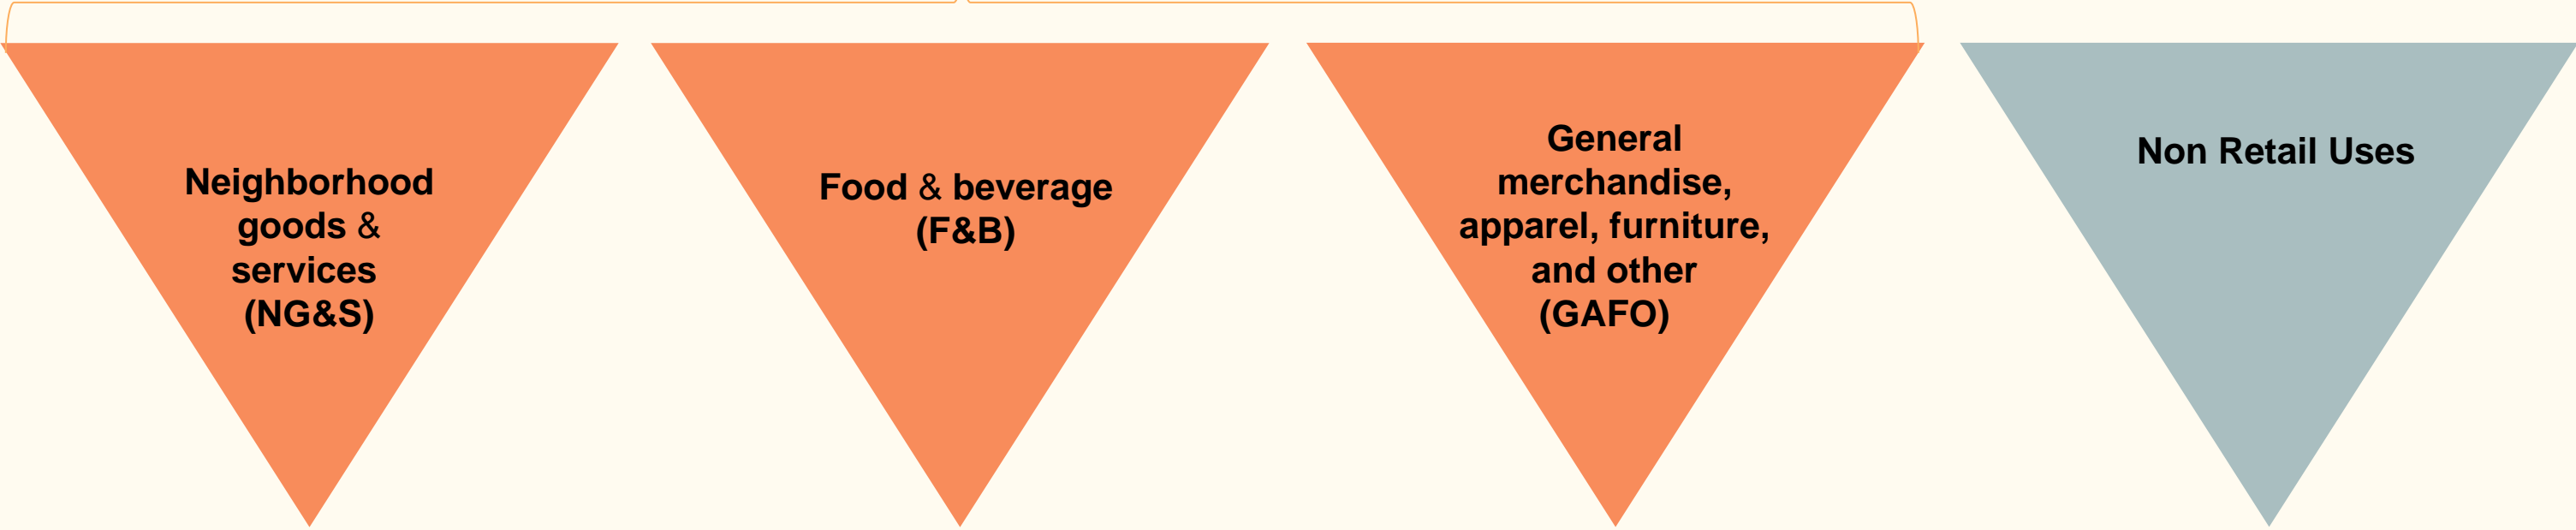 Neighborhood
goods &
services
(NG&S)
Food & beverage
(F&B)
General
merchandise,
apparel, furniture,
and other
(GAFO)
Non Retail Uses